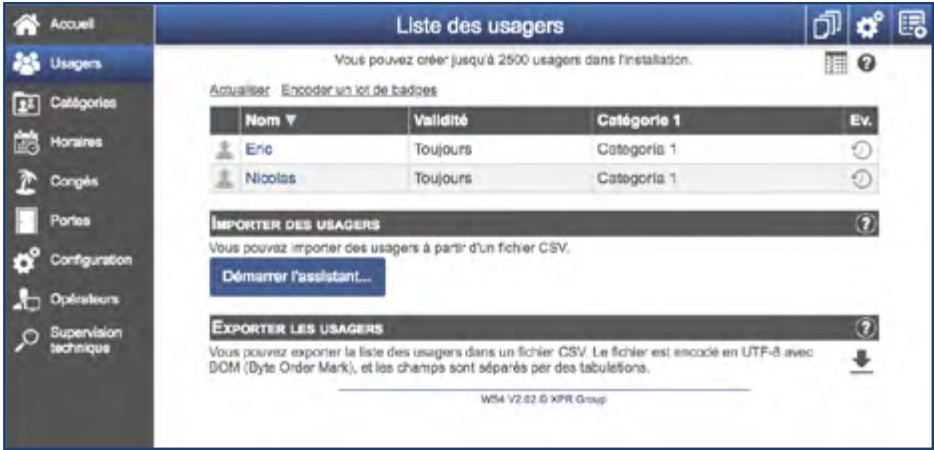 Accueil
Liste des usagers
Usagers
Vous pouvez créer jusqu'à 2500 usagers dans l'installation.
Catégories
Horaires
Congés
Portes
Configuration
Opérateurs
Supervision
technique
Actualiser Encoder un lot de badges
Nom Validité Catégorie 1 Ev.
Eric Toujours Categoria 1
Nicolas Toujours Categoria 1
IMPORTER DES USAGERS
Vous pouvez importer des usagers à partir d'un fichier CSV.
Démarrer l'assistant...
EXPORTER LES USAGERS
Vous pouvez exporter la liste des usagers dans un fichier CSV. Le fichier est encodé en UTF-8 avec
BOM (Byte Order Mark), et les champs sont séparés par des tabulations.
WS4 V2.02 © XPR Group